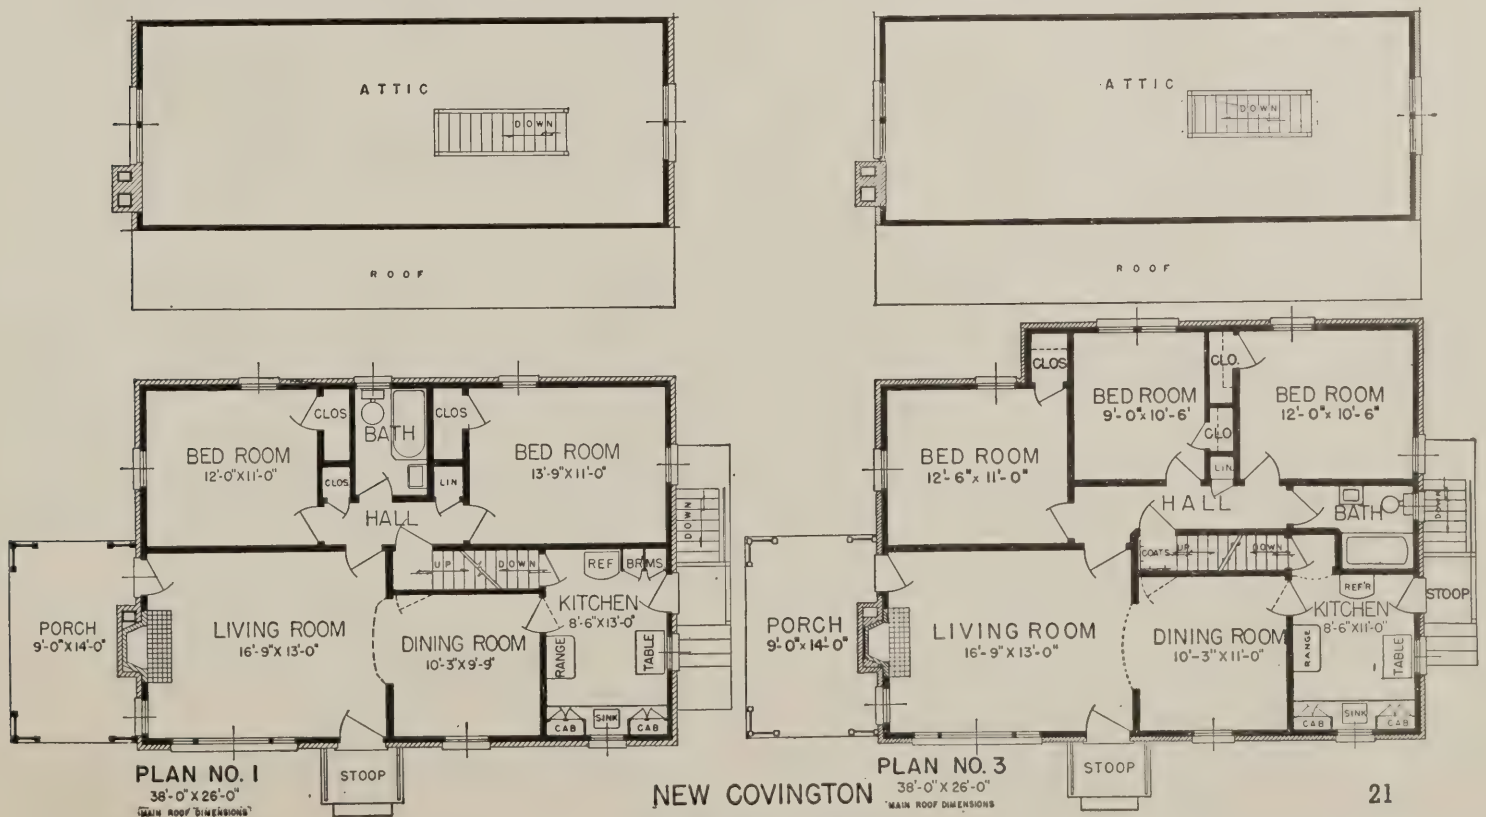 ATTIC
DOWN
ROOF
CLOS
BATH
CLOS
BED ROOM
12'-0"X11'-0"
BED ROOM
13'-9"X11'-0"
CLOS
LIN
HALL
DOWN
UP
DOWN
REF
BRMS
KITCHEN
8'-6"X13'-0"
PORCH
9'-0"X14'-0"
LIVING ROOM
16'-9"X13'-0"
DINING ROOM
10'-3"X9'-9"
RANGE
TABLE
CAB
SINK
CAB
STOOP
PLAN NO. 1
38'-0"X26'-0"
MAIN ROOF DIMENSIONS
ATTIC
DOWN
ROOF
CLOS
CLO.
BED ROOM
9'-0"X10'-6'
BED ROOM
12'-0"X10'-6"
CLO
BED ROOM
12'-6"X11'-0"
LIN
HALL
BATH
DOWN
COATS
UP
DOWN
REF'R
STOOP
KITCHEN
8'-6"X11'-0"
PORCH
9'-0"X14'-0"
LIVING ROOM
16'-9"X13'-0"
DINING ROOM
10'-3"X11'-0"
RANGE
TABLE
CAB
SINK
CAB
STOOP
PLAN NO. 3
38'-0"X26'-0"
MAIN ROOF DIMENSIONS
NEW COVINGTON
21